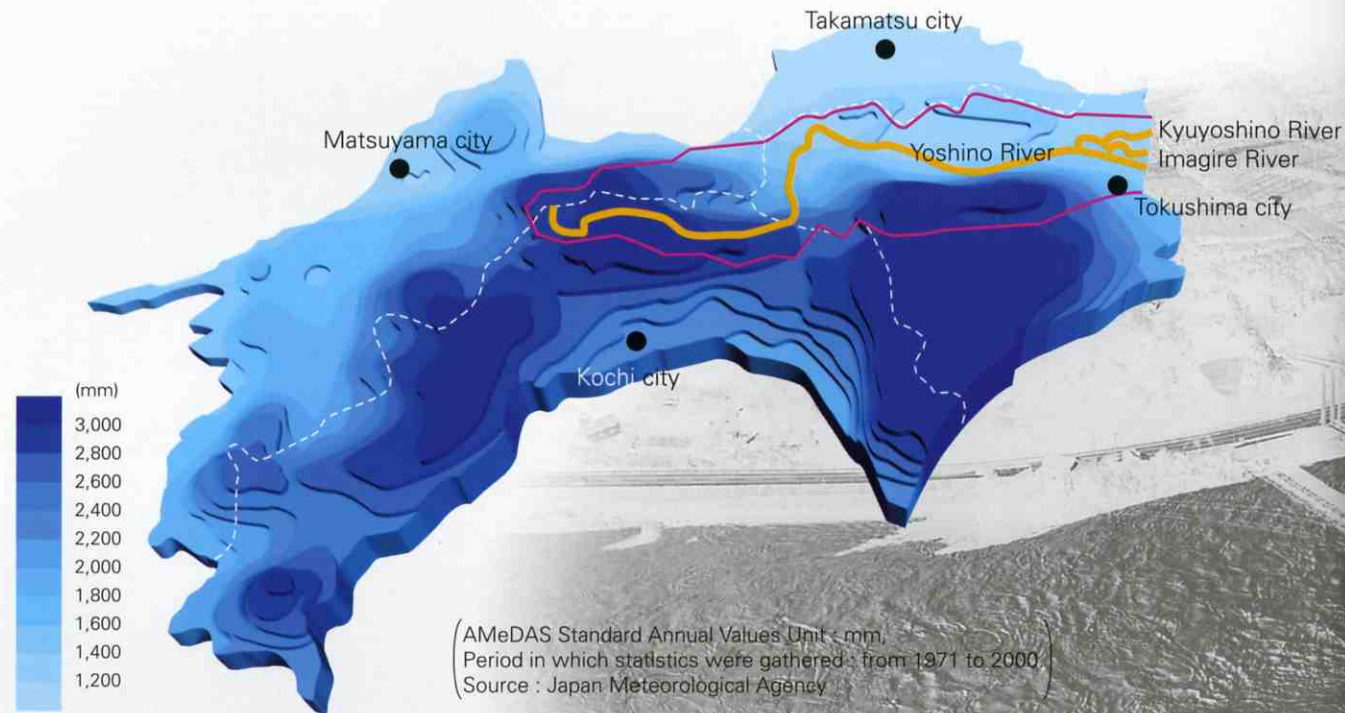 Takamatsu city
Matsuyama city
Kyuyoshino River
Yoshino River
Imagire River
Tokushima city
Kochi city
(mm)
3,000
2,800
2,600
2,400
2,200
2,000
1,800
1,600
1,400
1,200
AMeDAS Standard Annual Values Unit : mm,
Period in which statistics were gathered : from 1971 to 2000
Source : Japan Meteorological Agency